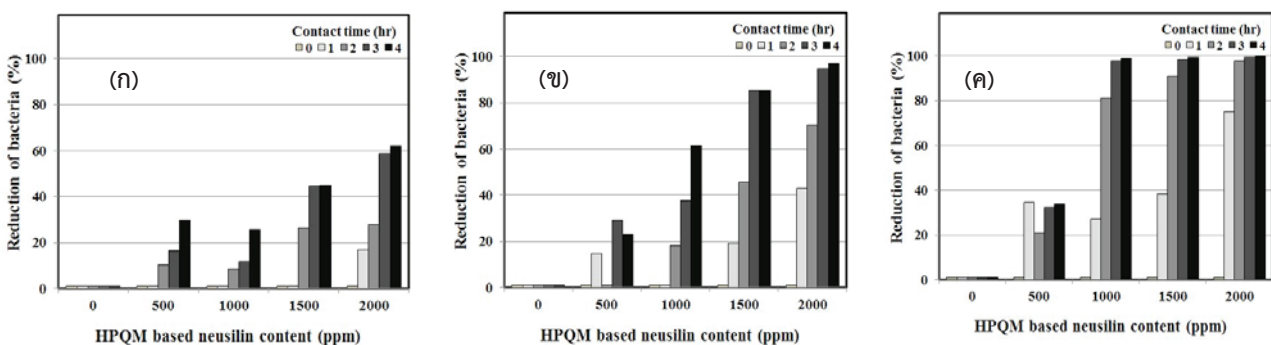 Contact time (hr)
0 1 2 3 4
(ก)
Reduction of bacteria (%)
100
80
60
40
20
0
0 500 1000 1500 2000
HPQM based neusilin content (ppm)
Contact time (hr)
0 1 2 3 4
(ข)
Reduction of bacteria (%)
100
80
60
40
20
0
0 500 1000 1500 2000
HPQM based neusilin content (ppm)
Contact time (hr)
0 1 2 3 4
(ค)
Reduction of bacteria (%)
100
80
60
40
20
0
0 500 1000 1500 2000
HPQM based neusilin content (ppm)